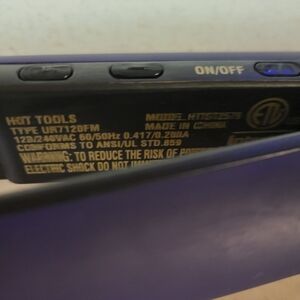 ON/OFF
HOT TOOLS
TYPE UR7120FM
120/240VAC 60/50Hz 0.417/0.208A
CONFORMS TO ANSI/UL STD.859
WARNING: TO REDUCE THE RISK OF
ELECTRIC SHOCK DO NOT
MODEL
MADE IN CHINA
ETL